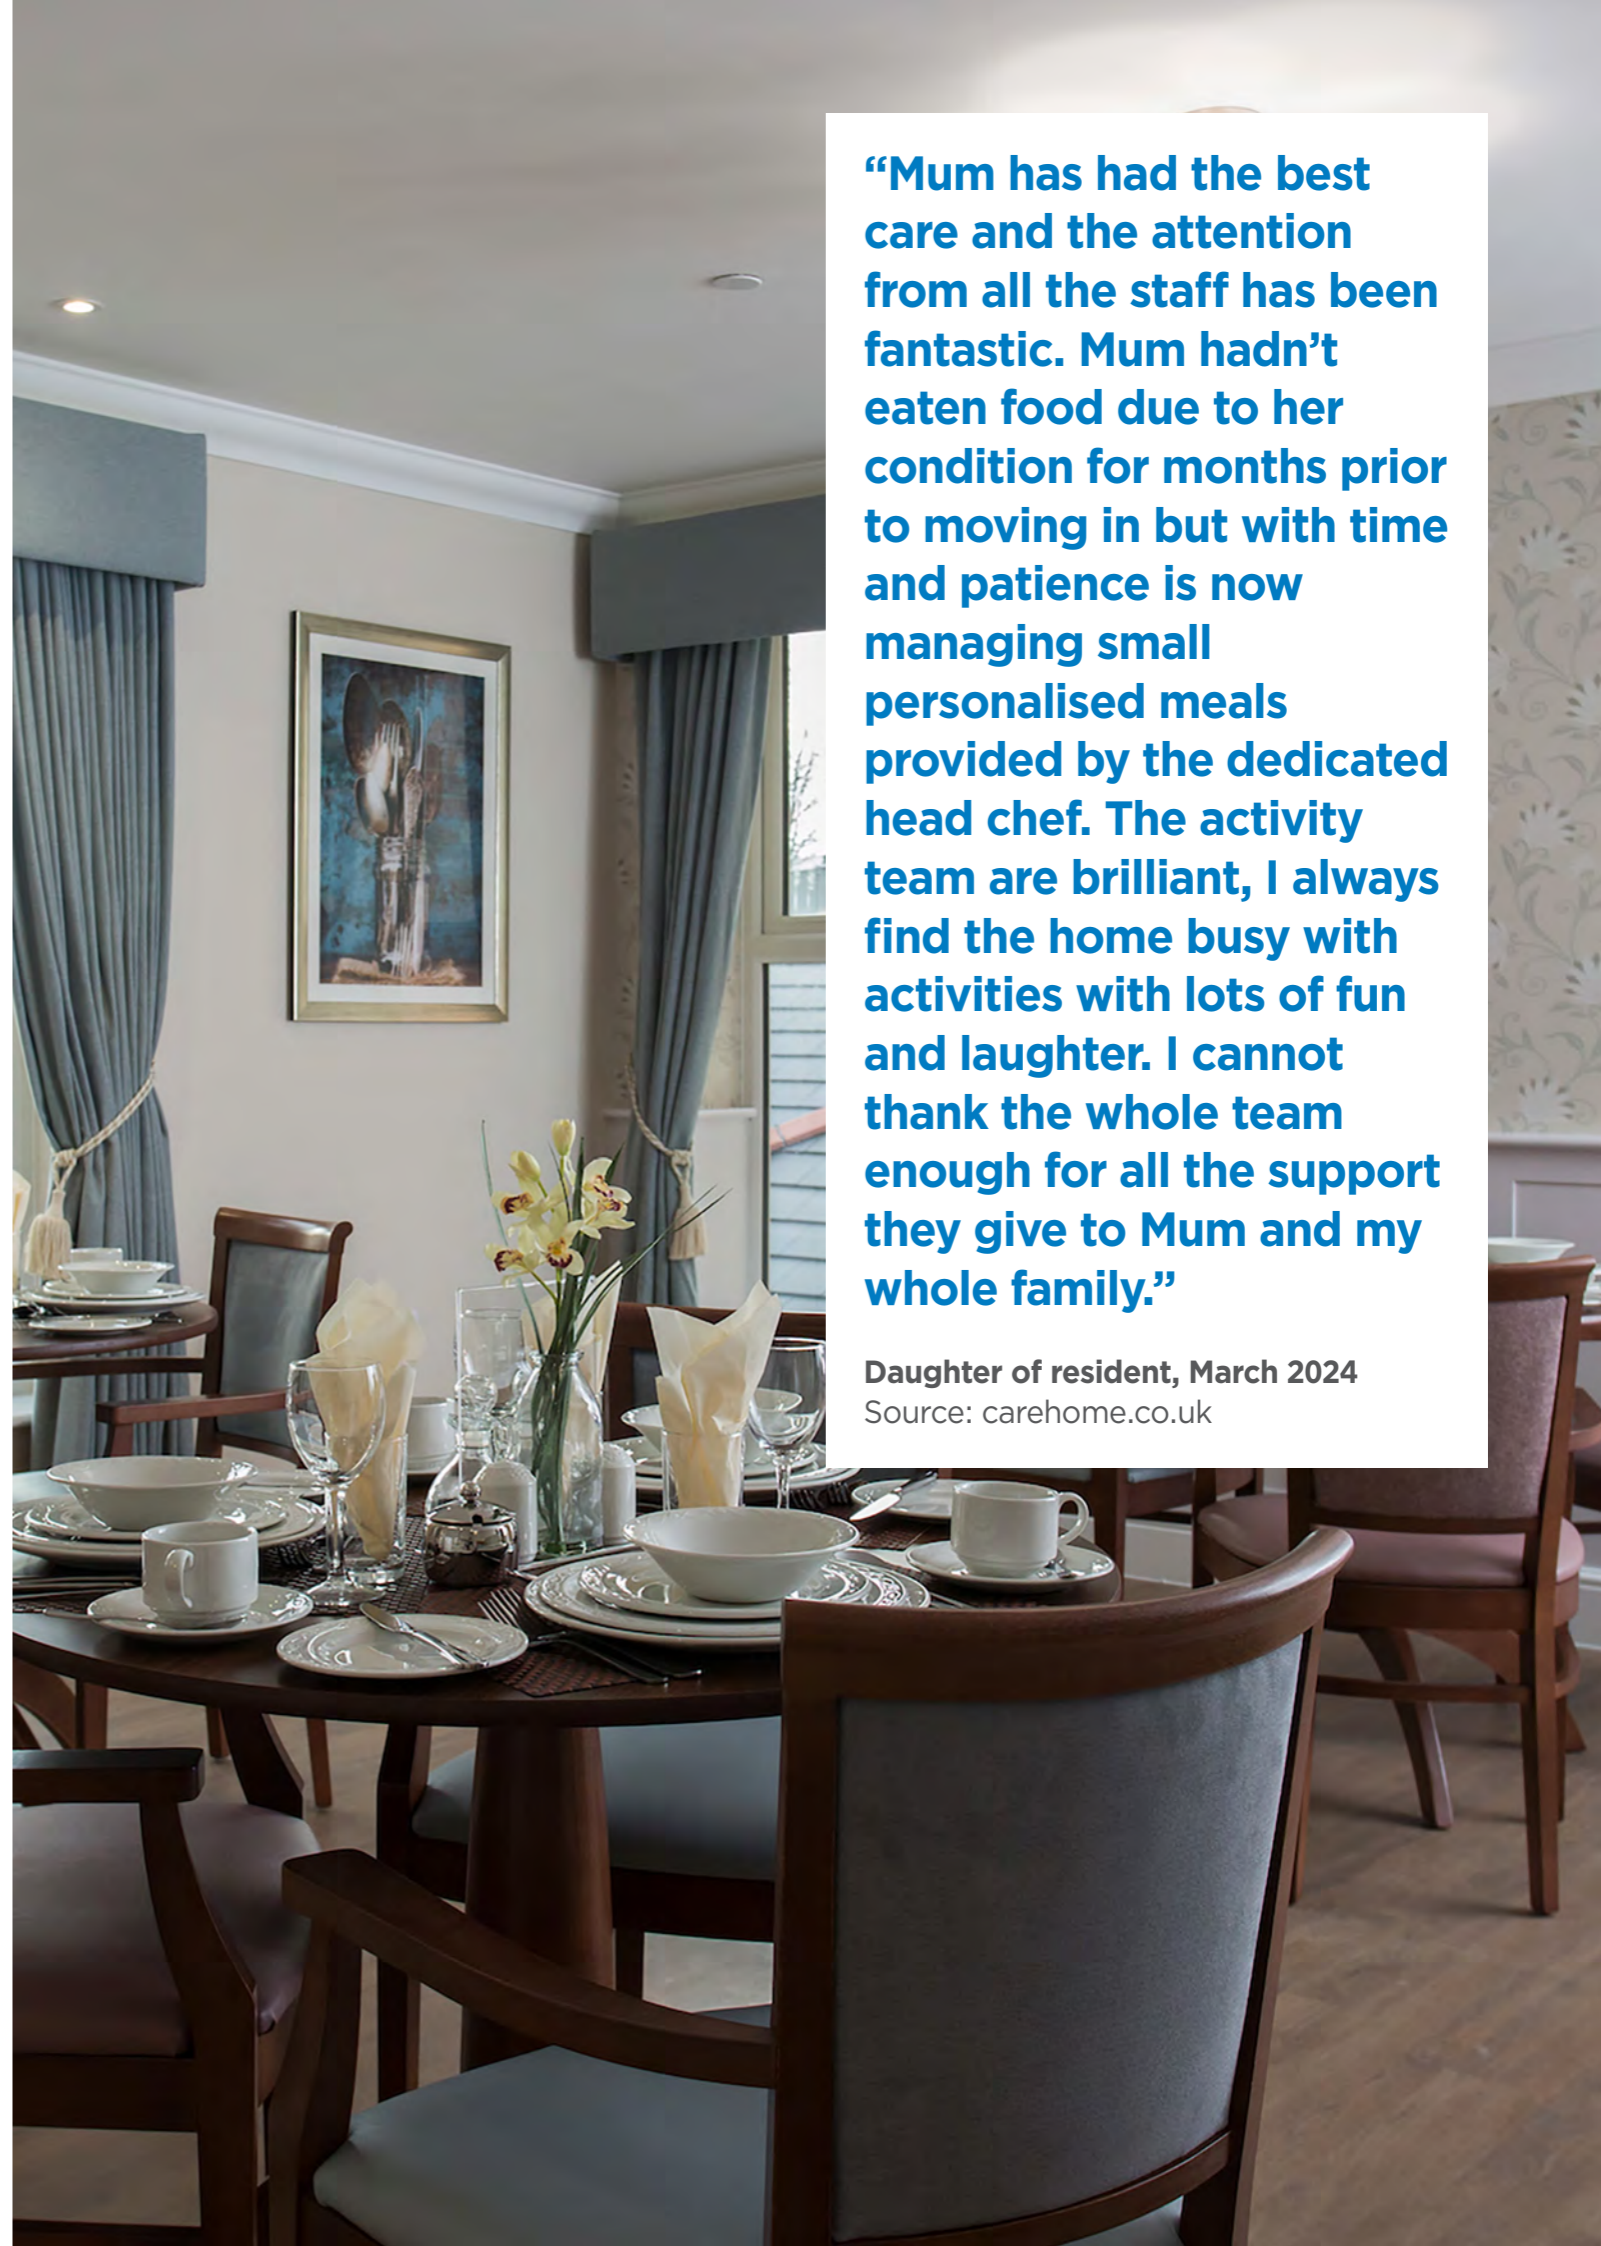 “Mum has had the best
care and the attention
from all the staff has been
fantastic. Mum hadn’t
eaten food due to her
condition for months prior
to moving in but with time
and patience is now
managing small
personalised meals
provided by the dedicated
head chef. The activity
team are brilliant, I always
find the home busy with
activities with lots of fun
and laughter. I cannot
thank the whole team
enough for all the support
they give to Mum and my
whole family.”
Daughter of resident, March 2024
Source: carehome.co.uk